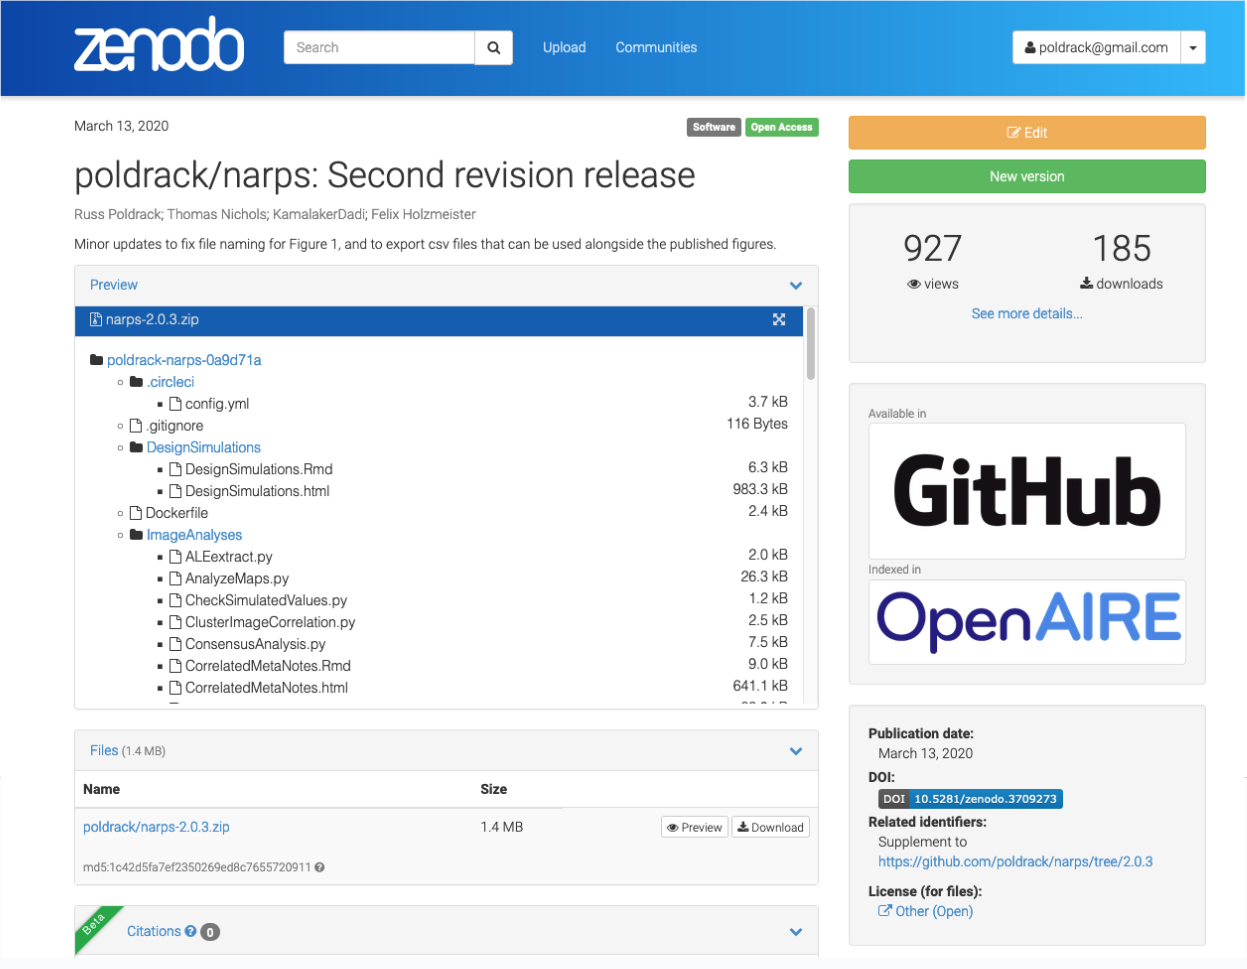 zenodo
Search
Upload
Communities
poldrack@gmail.com
March 13, 2020
Software
Open Access
poldrack/narps: Second revision release
Russ Poldrack; Thomas Nichols; KamalakerDadi; Felix Holzmeister
Minor updates to fix file naming for Figure 1, and to export csv files that can be used alongside the published figures.
Preview
narps-2.0.3.zip
poldrack-narps-0a9d71a
.circleci
config.yml 3.7 kB
.gitignore 116 Bytes
DesignSimulations
DesignSimulations.Rmd 6.3 kB
DesignSimulations.html 983.3 kB
Dockerfile 2.4 kB
ImageAnalyses
ALEextract.py 2.0 kB
AnalyzeMaps.py 26.3 kB
CheckSimulatedValues.py 1.2 kB
ClusterImageCorrelation.py 2.5 kB
ConsensusAnalysis.py 7.5 kB
CorrelatedMetaNotes.Rmd 9.0 kB
CorrelatedMetaNotes.html 641.1 kB
Files (1.4 MB)
Name Size
poldrack/narps-2.0.3.zip 1.4 MB Preview Download
md5:1c42d5fa7ef2350269ed8c7655720911
Beta
Citations 0
Edit
New version
927 185
views downloads
See more details...
Available in
GitHub
Indexed in
OpenAIRE
Publication date:
March 13, 2020
DOI:
DOI 10.5281/zenodo.3709273
Related identifiers:
Supplement to
https://github.com/poldrack/narps/tree/2.0.3
License (for files):
Other (Open)